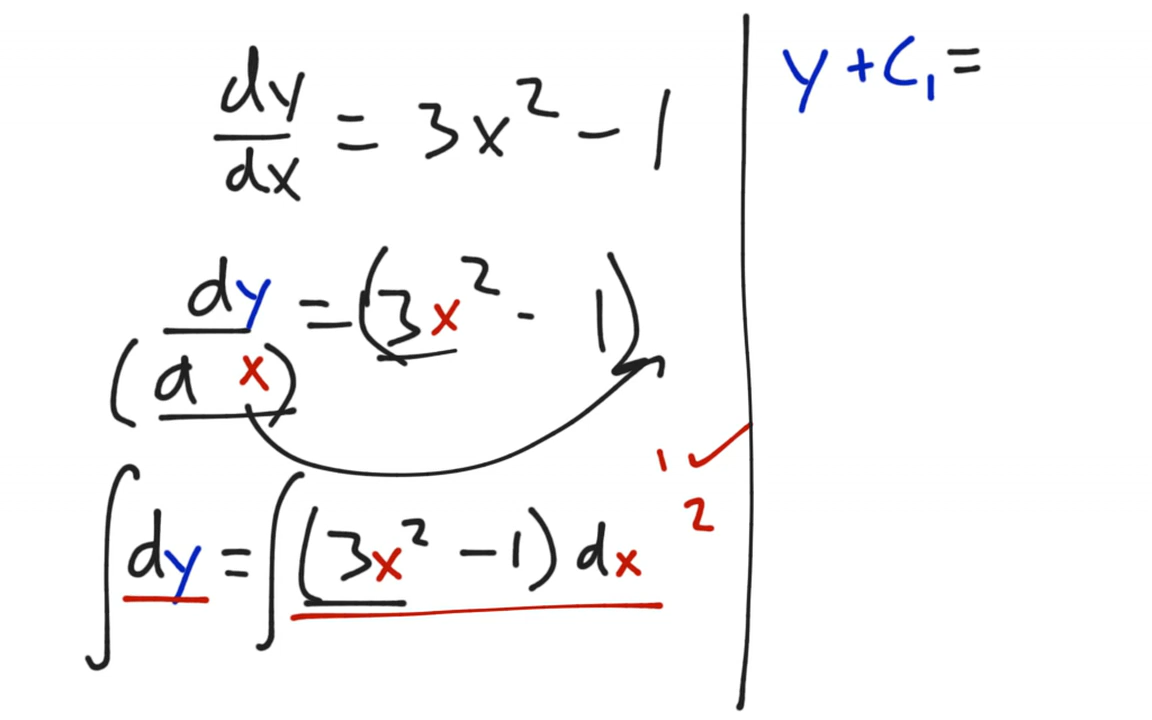 dy/dx = 3x² - 1
dy/(dx) = (3x² - 1)
∫dy = ∫(3x² - 1) dx
1 ✓
2
y + C₁ =